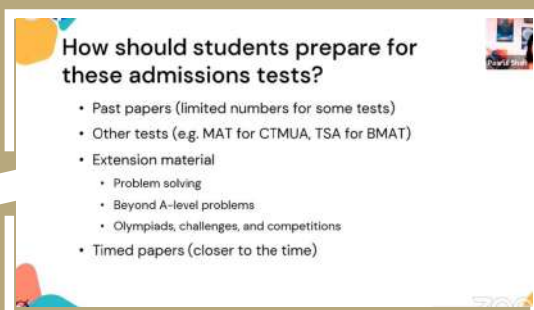 How should students prepare for
these admissions tests?
• Past papers (limited numbers for some tests)
• Other tests (e.g. MAT for CTMUA, TSA for BMAT)
• Extension material
• Problem solving
• Beyond A-level problems
• Olympiads, challenges, and competitions
• Timed papers (closer to the time)